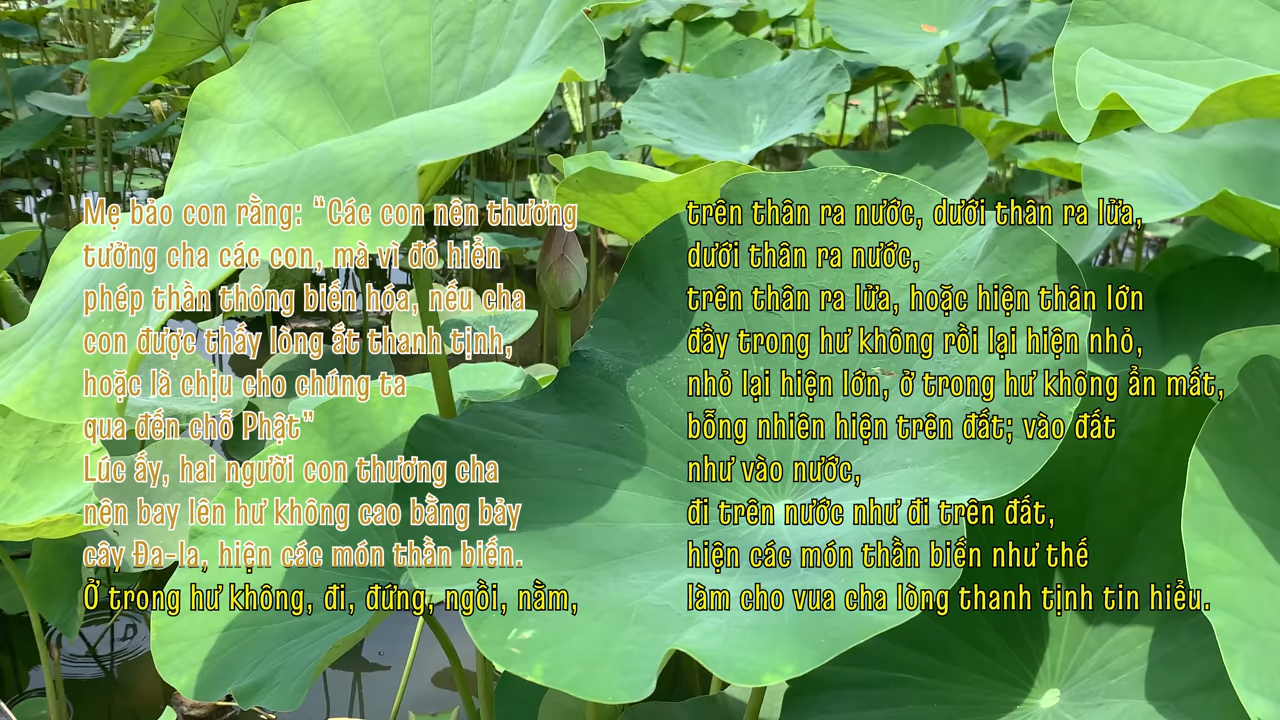 Mẹ bảo con rằng: “Các con nên thương
tưởng cha các con, mà vì đó hiển
phép thần thông biến hóa, nếu cha
con được thấy lòng ắt thanh tịnh,
hoặc là chịu cho chúng ta
qua đến chỗ Phật”
Lúc ấy, hai người con thương cha
nên bay lên hư không cao bằng bảy
cây Đa-la, hiện các món thần biến.
Ở trong hư không, đi, đứng, ngồi, nằm,
trên thân ra nước, dưới thân ra lửa,
dưới thân ra nước,
trên thân ra lửa, hoặc hiện thân lớn
đầy trong hư không rồi lại hiện nhỏ,
nhỏ lại hiện lớn, ở trong hư không ẩn mất,
bỗng nhiên hiện trên đất; vào đất
như vào nước,
đi trên nước như đi trên đất,
hiện các món thần biến như thế
làm cho vua cha lòng thanh tịnh tin hiểu.